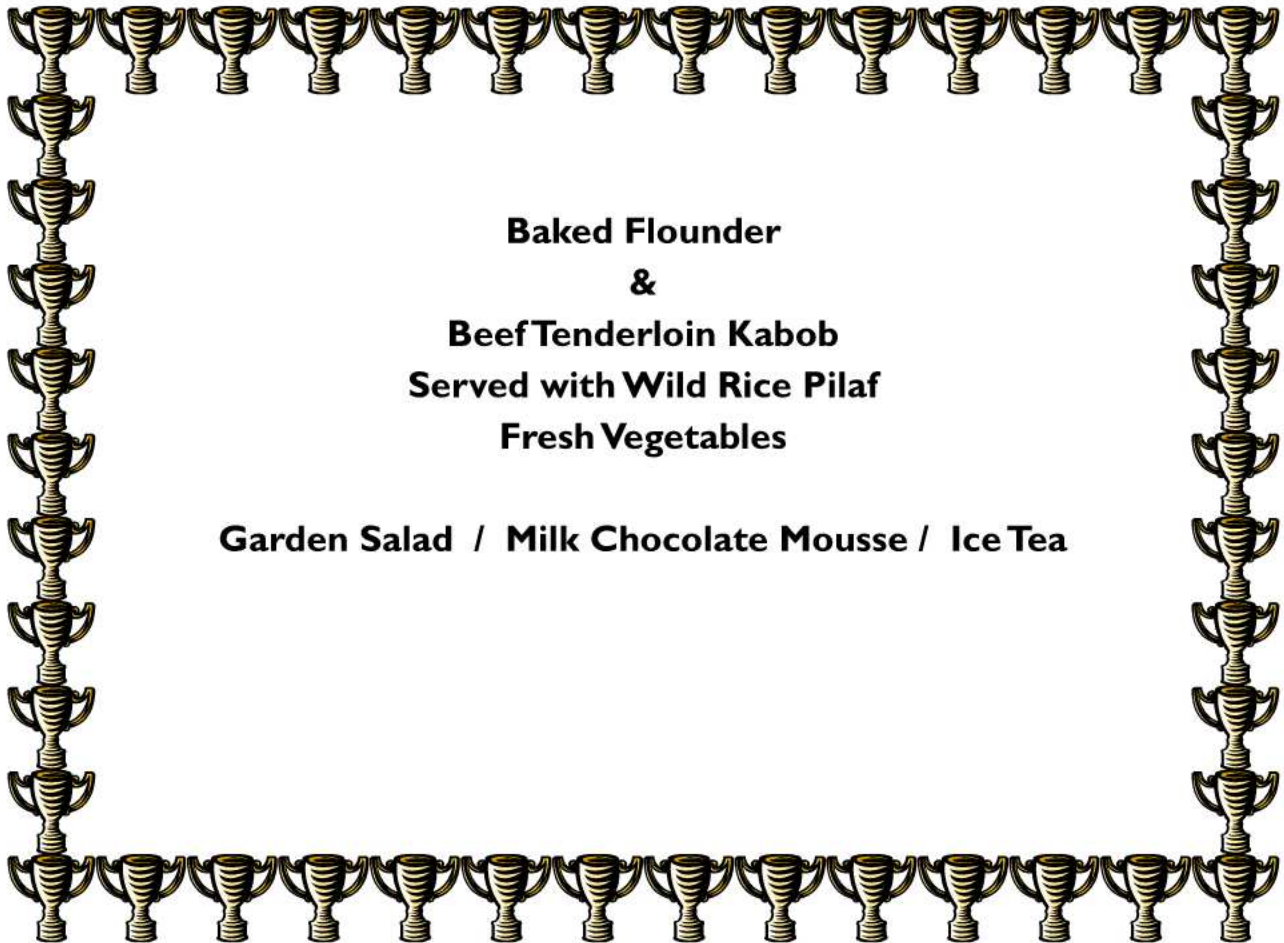 Baked Flounder
&
Beef Tenderloin Kabob
Served with Wild Rice Pilaf
Fresh Vegetables
Garden Salad / Milk Chocolate Mousse / Ice Tea